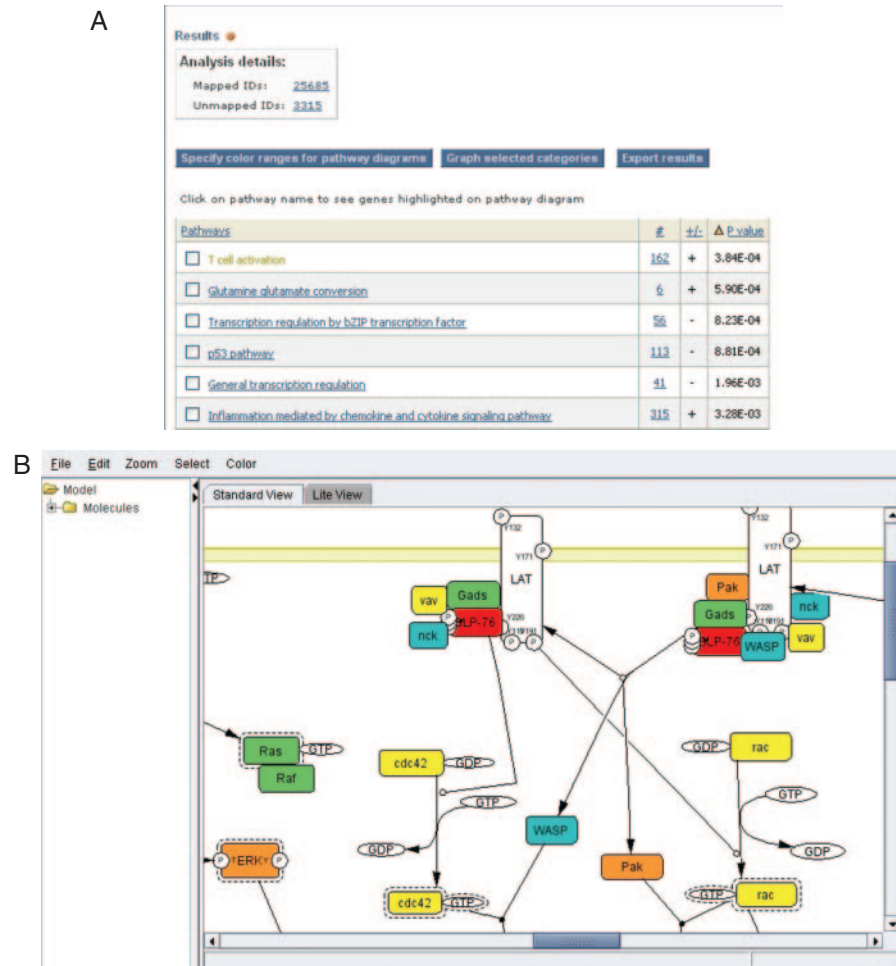 A
Results
Analysis details:
Mapped IDs: 25685
Unmapped IDs: 3315
Specify color ranges for pathway diagrams Graph selected categories Export results
Click on pathway name to see genes highlighted on pathway diagram
Pathways # +/- Δ P value
T cell activation 162 + 3.84E-04
Glutamine glutamate conversion 6 + 5.90E-04
Transcription regulation by bZIP transcription factor 56 - 8.23E-04
p53 pathway 113 - 8.81E-04
General transcription regulation 41 - 1.96E-03
Inflammation mediated by chemokine and cytokine signaling pathway 315 + 3.28E-03
B
File Edit Zoom Select Color
Model
Molecules
Standard View Lite View
P P
Y132 Y132
Y171 P Y171 P
LAT LAT
TP
Gads Pak
vav nck
Gads
P LP-76 Y226 Y226
nck LP-76 WASP vav
P P
Ras GTP cdc42 GDP GDP rac
Raf
GTP GTP
WASP
GDP GDP
P ERK P Pak
cdc42 GTP GTP rac